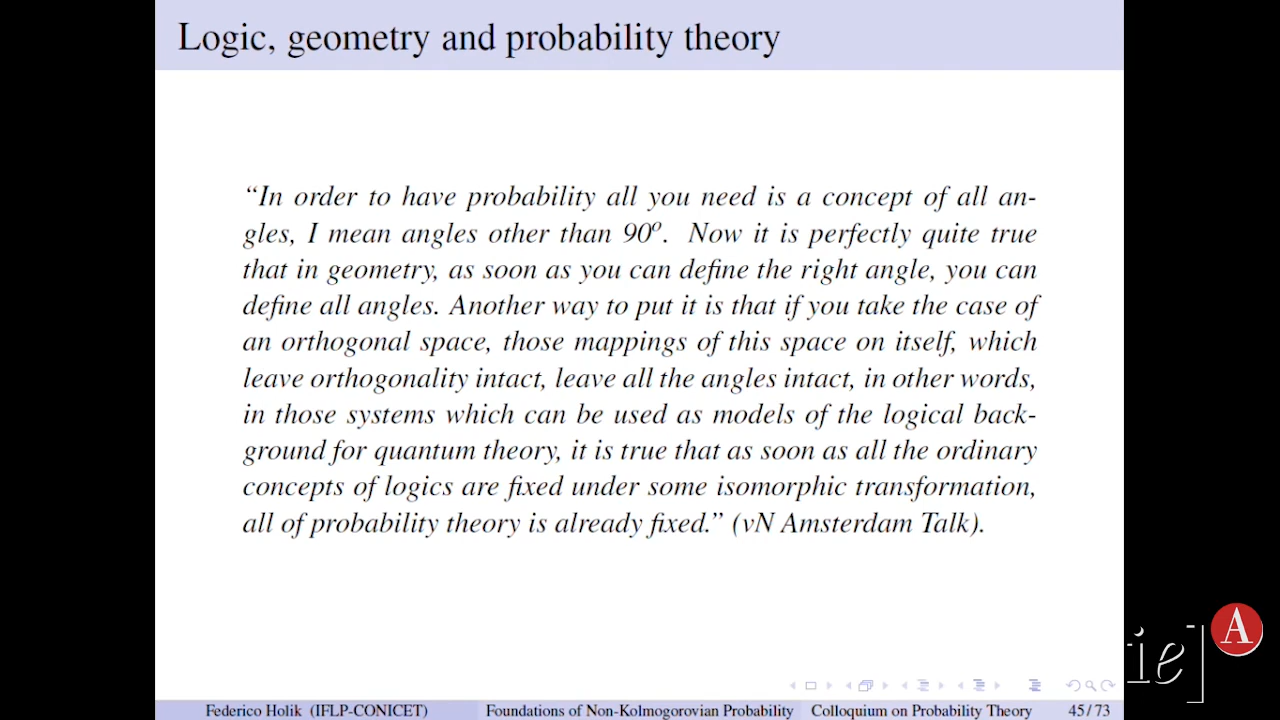 Logic, geometry and probability theory
“In order to have probability all you need is a concept of all an-
gles, I mean angles other than 90º. Now it is perfectly quite true
that in geometry, as soon as you can define the right angle, you can
define all angles. Another way to put it is that if you take the case of
an orthogonal space, those mappings of this space on itself, which
leave orthogonality intact, leave all the angles intact, in other words,
in those systems which can be used as models of the logical back-
ground for quantum theory, it is true that as soon as all the ordinary
concepts of logics are fixed under some isomorphic transformation,
all of probability theory is already fixed.” (vN Amsterdam Talk).
ie]
A
Federico Holik (IFLP-CONICET) Foundations of Non-Kolmogorovian Probability Colloquium on Probability Theory 45 / 73